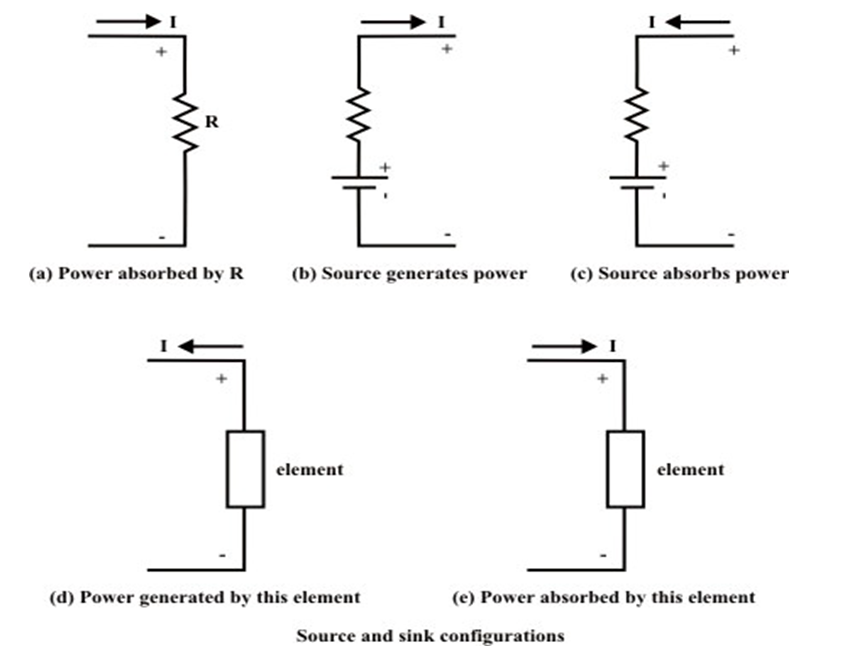 I
+
R
-
(a) Power absorbed by R
I
+
+
-
-
(b) Source generates power
I
+
+
-
-
(c) Source absorbs power
I
+
element
-
(d) Power generated by this element
I
+
element
-
(e) Power absorbed by this element
Source and sink configurations